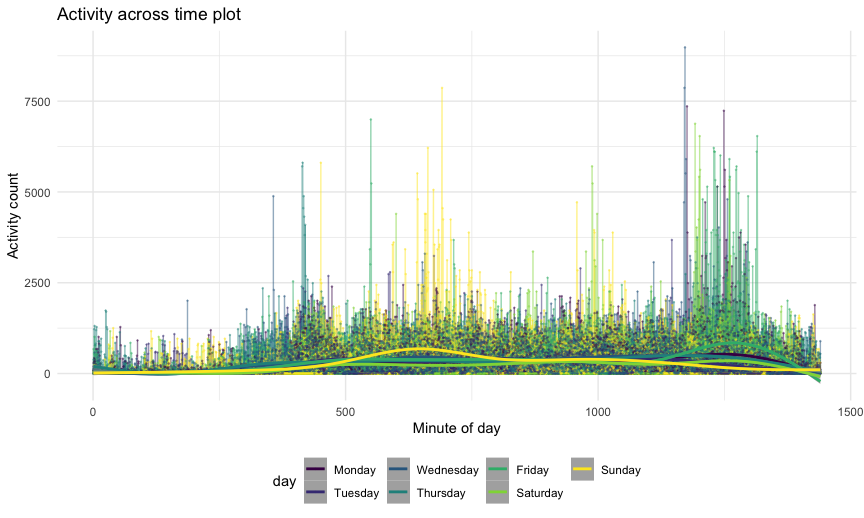 Activity across time plot
Activity count
7500
5000
2500
0
0 500 1000 1500
Minute of day
day
Monday Wednesday Friday Sunday
Tuesday Thursday Saturday